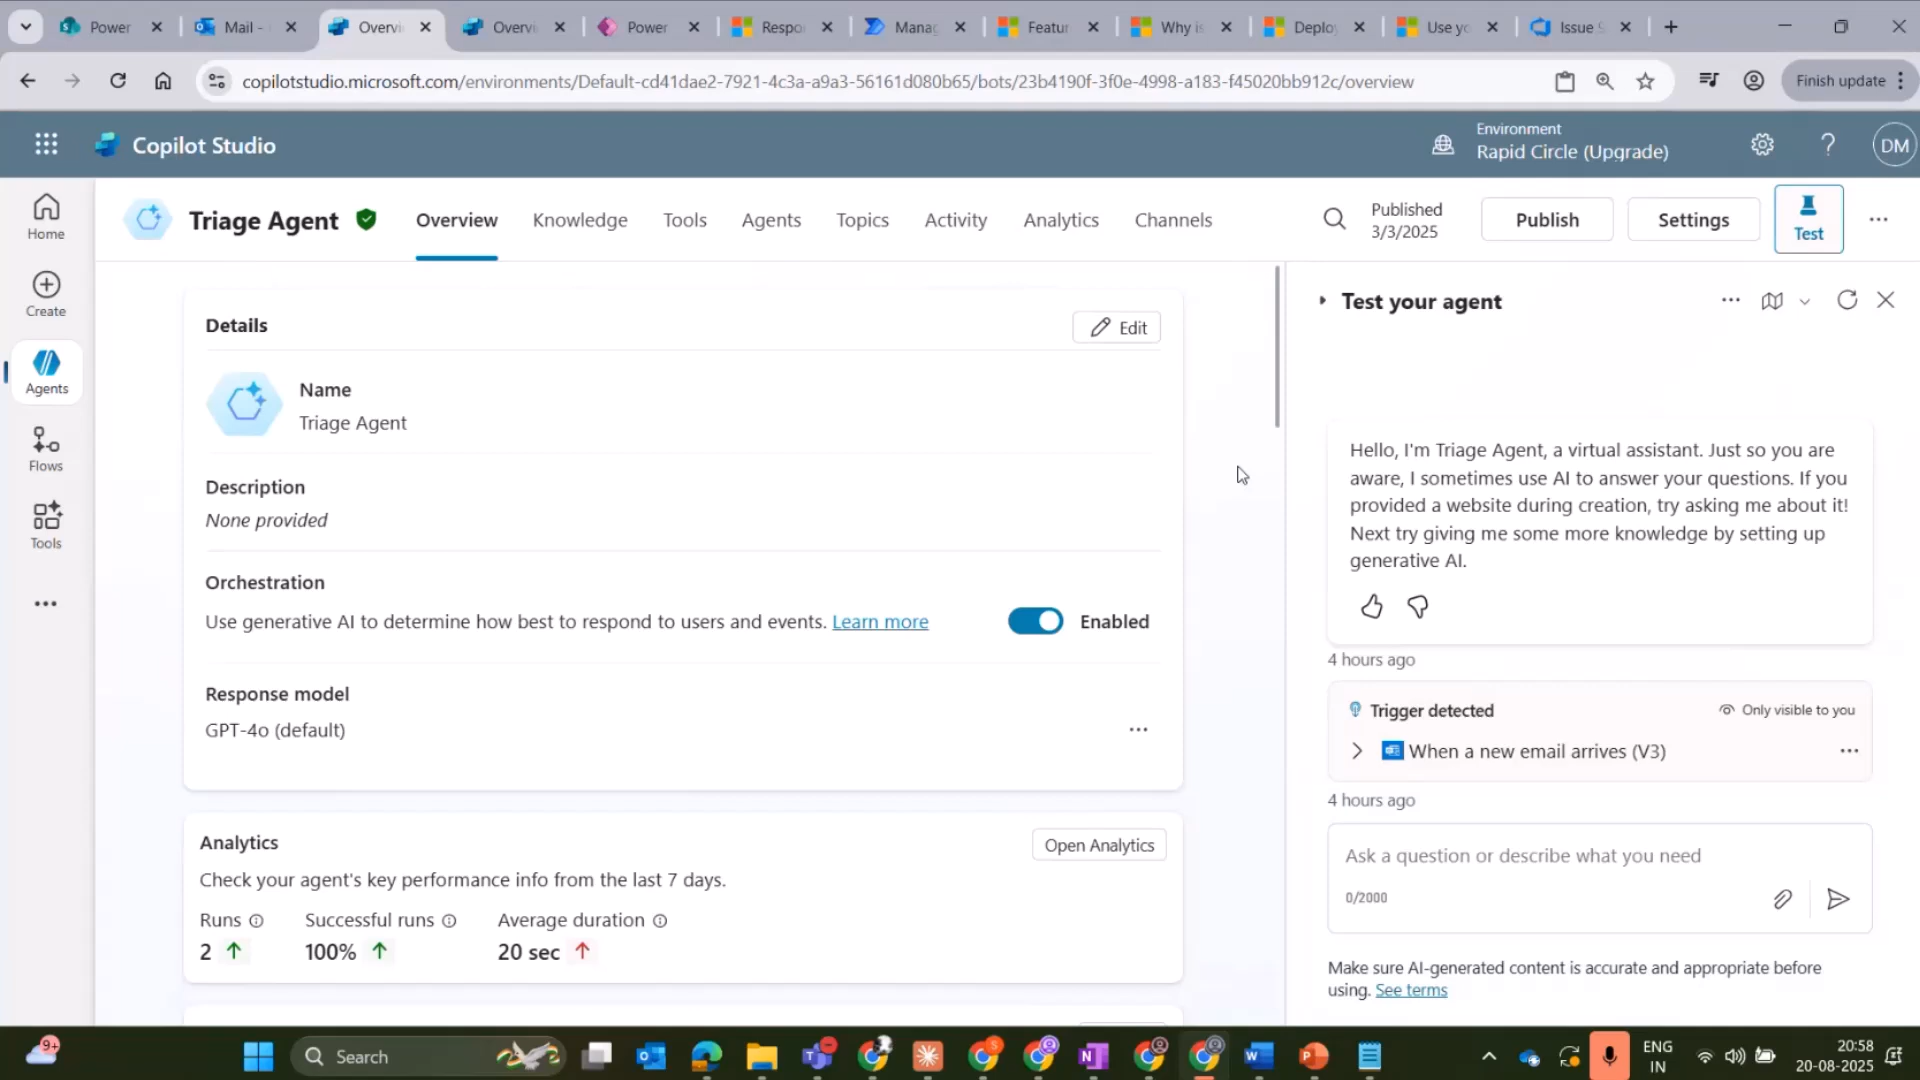 Power
Mail -
Overvi
Overvi
Power
Respo
Manag
Featur
Why is
Deploy
Use yo
Issue S
copilotstudio.microsoft.com/environments/Default-cd41dae2-7921-4c3a-a9a3-56161d080b65/bots/23b4190f-3f0e-4998-a183-f45020bb912c/overview
Finish update
Copilot Studio
Environment
Rapid Circle (Upgrade)
DM
Home
Create
Agents
Flows
Tools
Triage Agent
Overview
Knowledge
Tools
Agents
Topics
Activity
Analytics
Channels
Published
3/3/2025
Publish
Settings
Test
Details
Edit
Name
Triage Agent
Description
None provided
Orchestration
Use generative AI to determine how best to respond to users and events. Learn more
Enabled
Response model
GPT-4o (default)
Analytics
Open Analytics
Check your agent's key performance info from the last 7 days.
Runs
Successful runs
Average duration
2
100%
20 sec
Test your agent
Hello, I'm Triage Agent, a virtual assistant. Just so you are
aware, I sometimes use AI to answer your questions. If you
provided a website during creation, try asking me about it!
Next try giving me some more knowledge by setting up
generative AI.
4 hours ago
Trigger detected
Only visible to you
When a new email arrives (V3)
4 hours ago
Ask a question or describe what you need
0/2000
Make sure AI-generated content is accurate and appropriate before
using. See terms
9+
Search
ENG
IN
20:58
20-08-2025